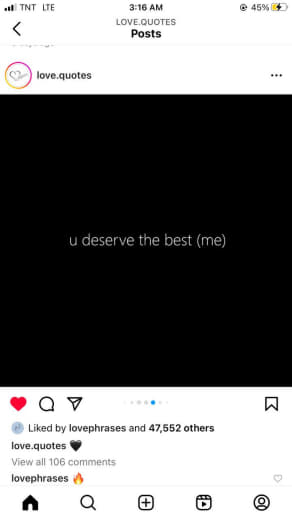 TNT LTE 3:16 AM 45%
LOVE.QUOTES
Posts
love.quotes
u deserve the best (me)
Liked by lovephrases and 47,552 others
love.quotes 🖤
View all 106 comments
lovephrases 🔥